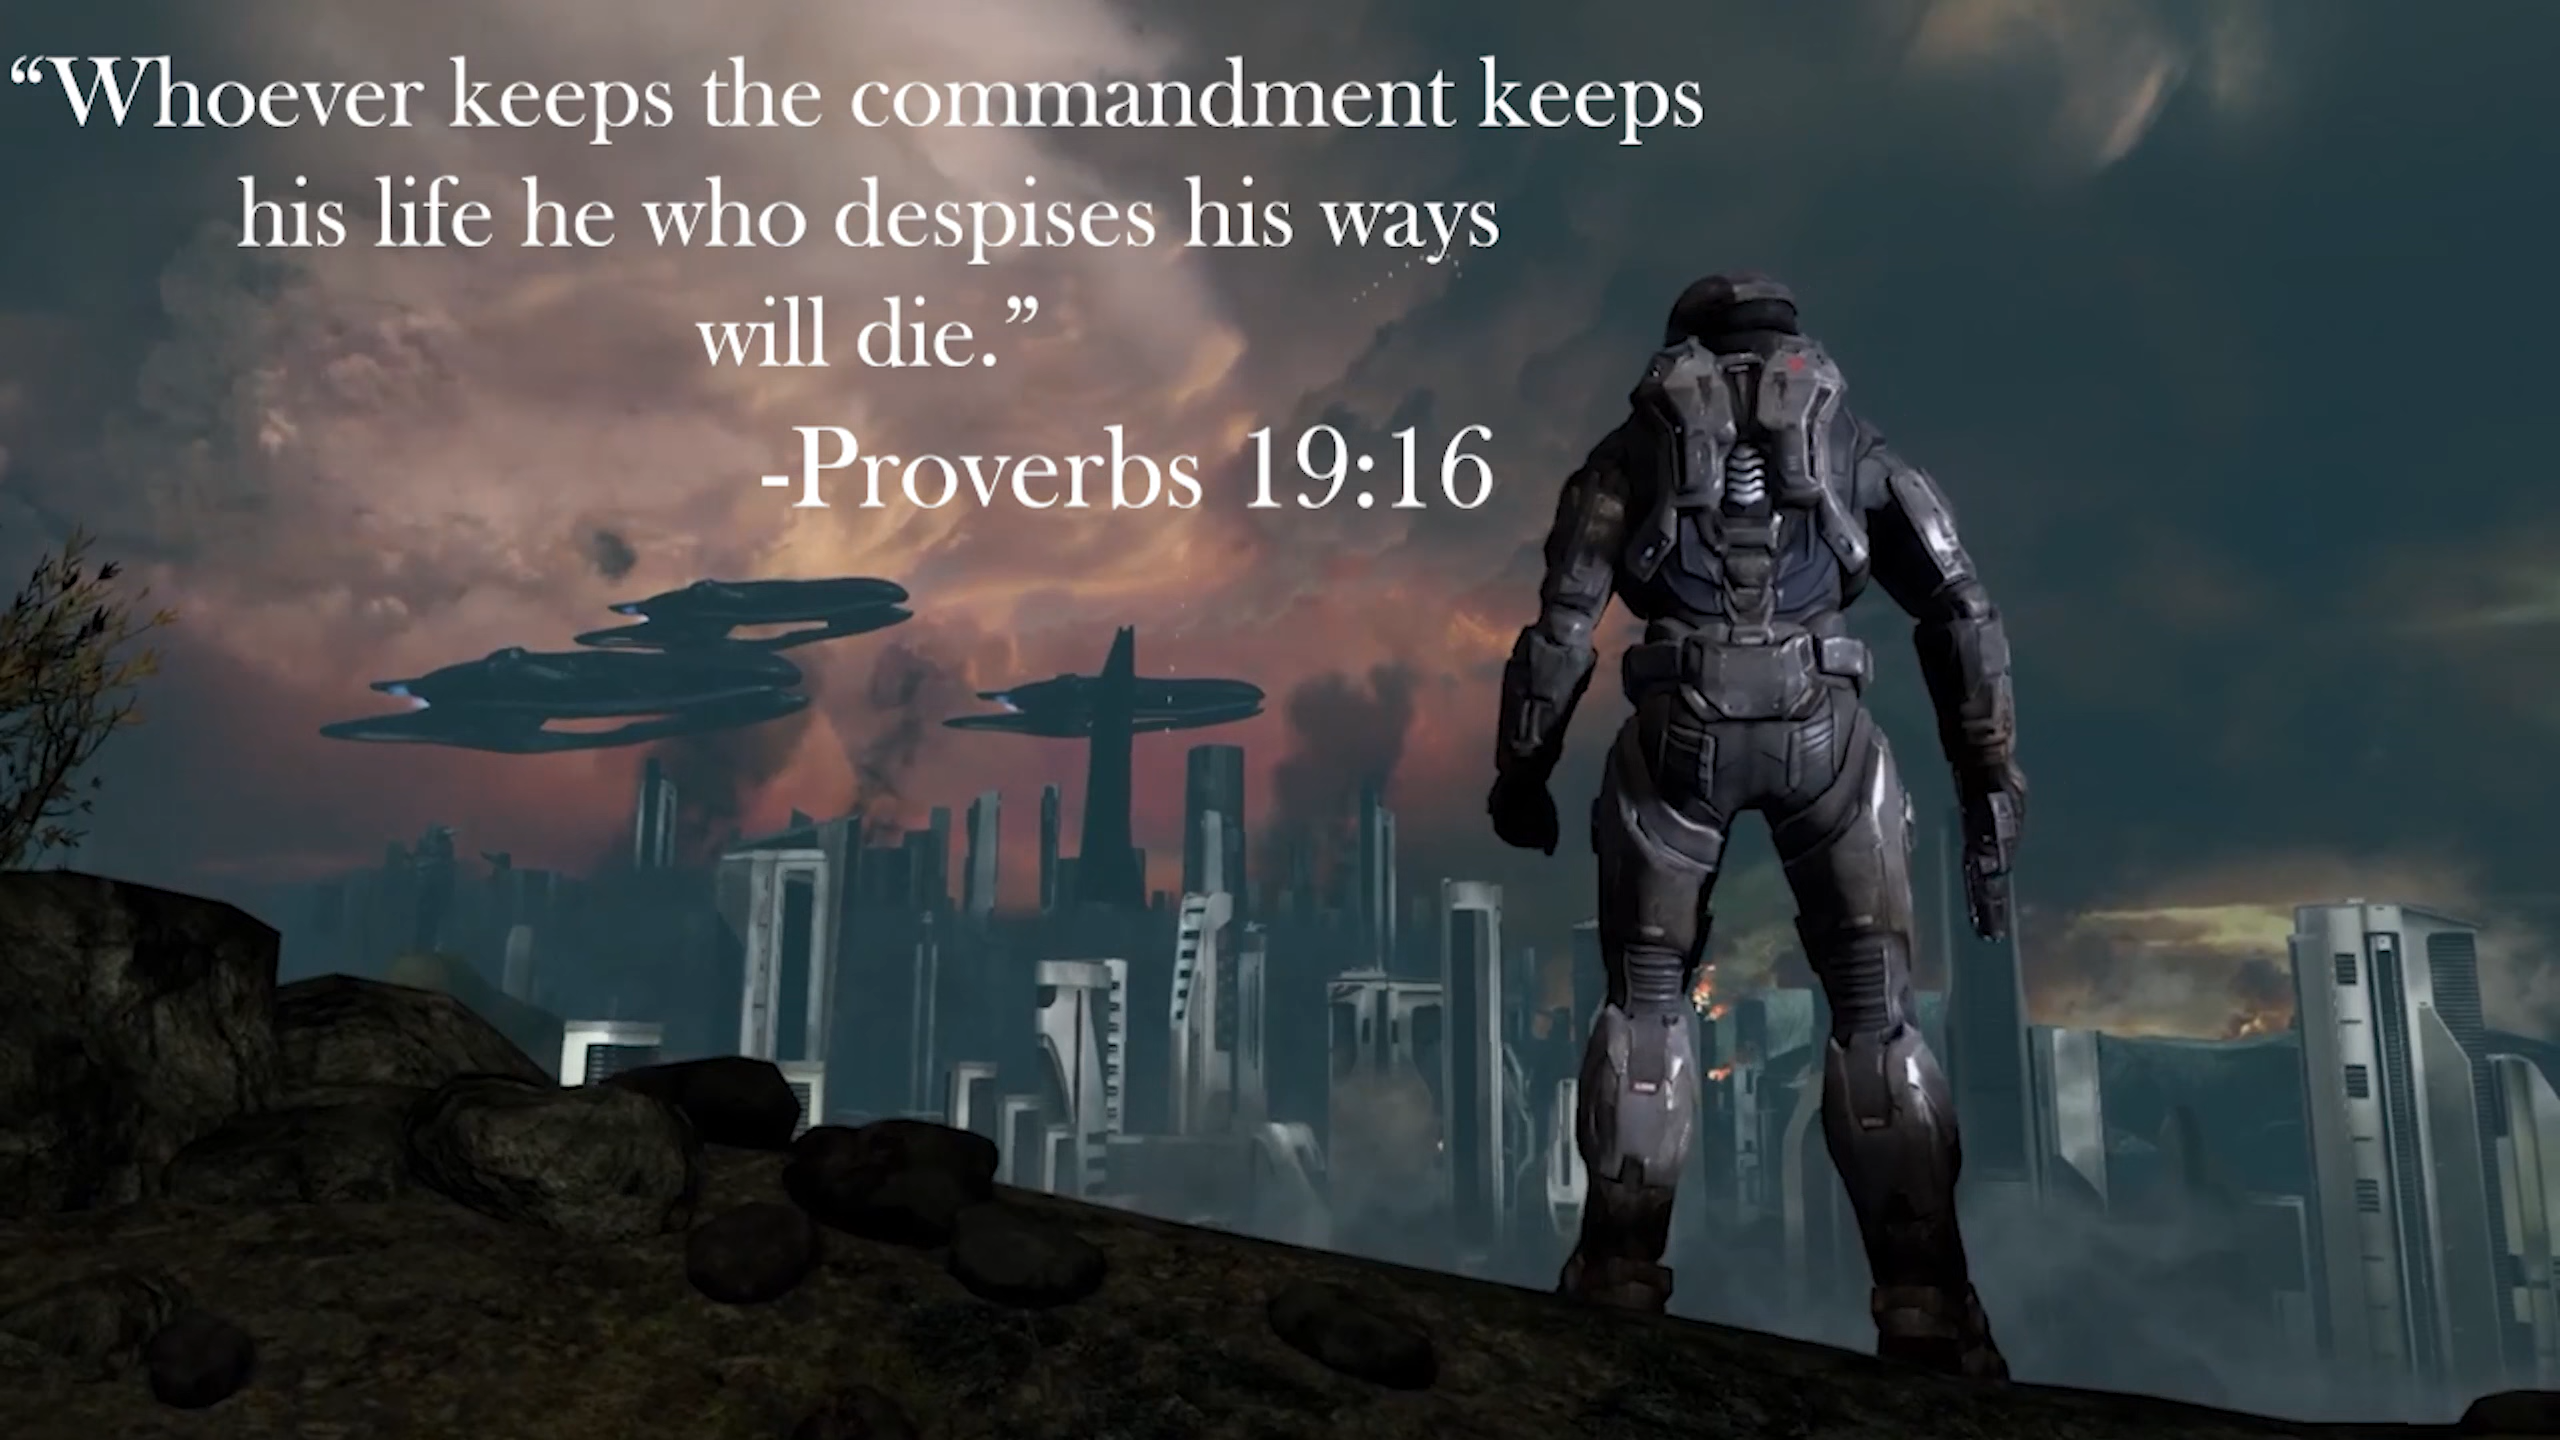 “Whoever keeps the commandment keeps
his life he who despises his ways
will die.”
-Proverbs 19:16